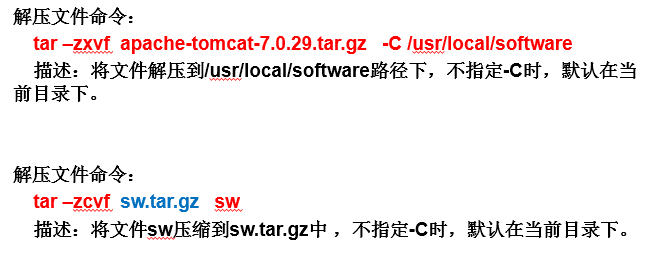 解压文件命令：
tar –zxvf apache-tomcat-7.0.29.tar.gz -C /usr/local/software
描述：将文件解压到/usr/local/software路径下，不指定-C时，默认在当
前目录下。
解压文件命令：
tar –zcvf sw.tar.gz sw
描述：将文件sw压缩到sw.tar.gz中 ，不指定-C时，默认在当前目录下。